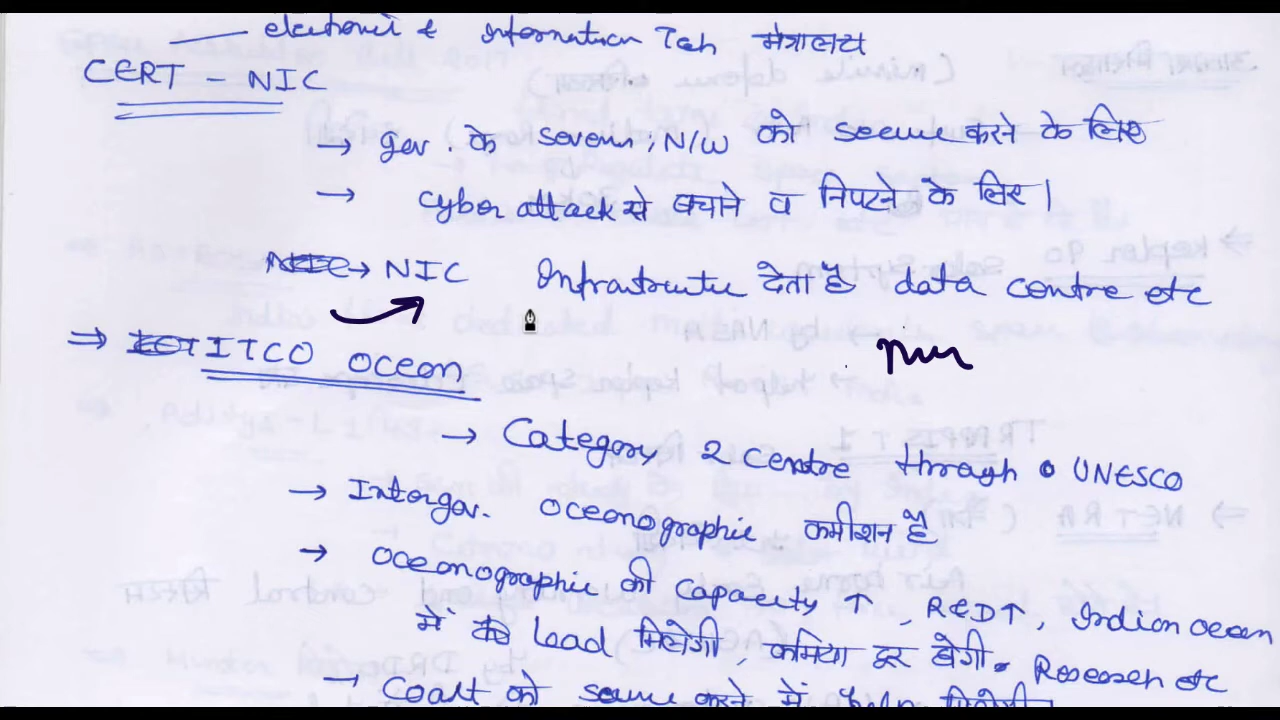 electronic & Information Tech मंत्रालय
CERT - NIC
→ gov. के servers, N/W को secure करने के लिए
→ cyber attack से बचाने व निपटने के लिए।
→ NIC Infrastructure देता है data centre etc
⇒ ITCO OCEAN
→ Category 2 centre through UNESCO
→ Intergov. oceanographic कमीशन है
→ oceanographic की capacity ↑, R&D↑, Indian ocean
में Lead मिलेगी, कमिया दूर होगी. Research etc
→ Coast को secure करने में help मिलेगी